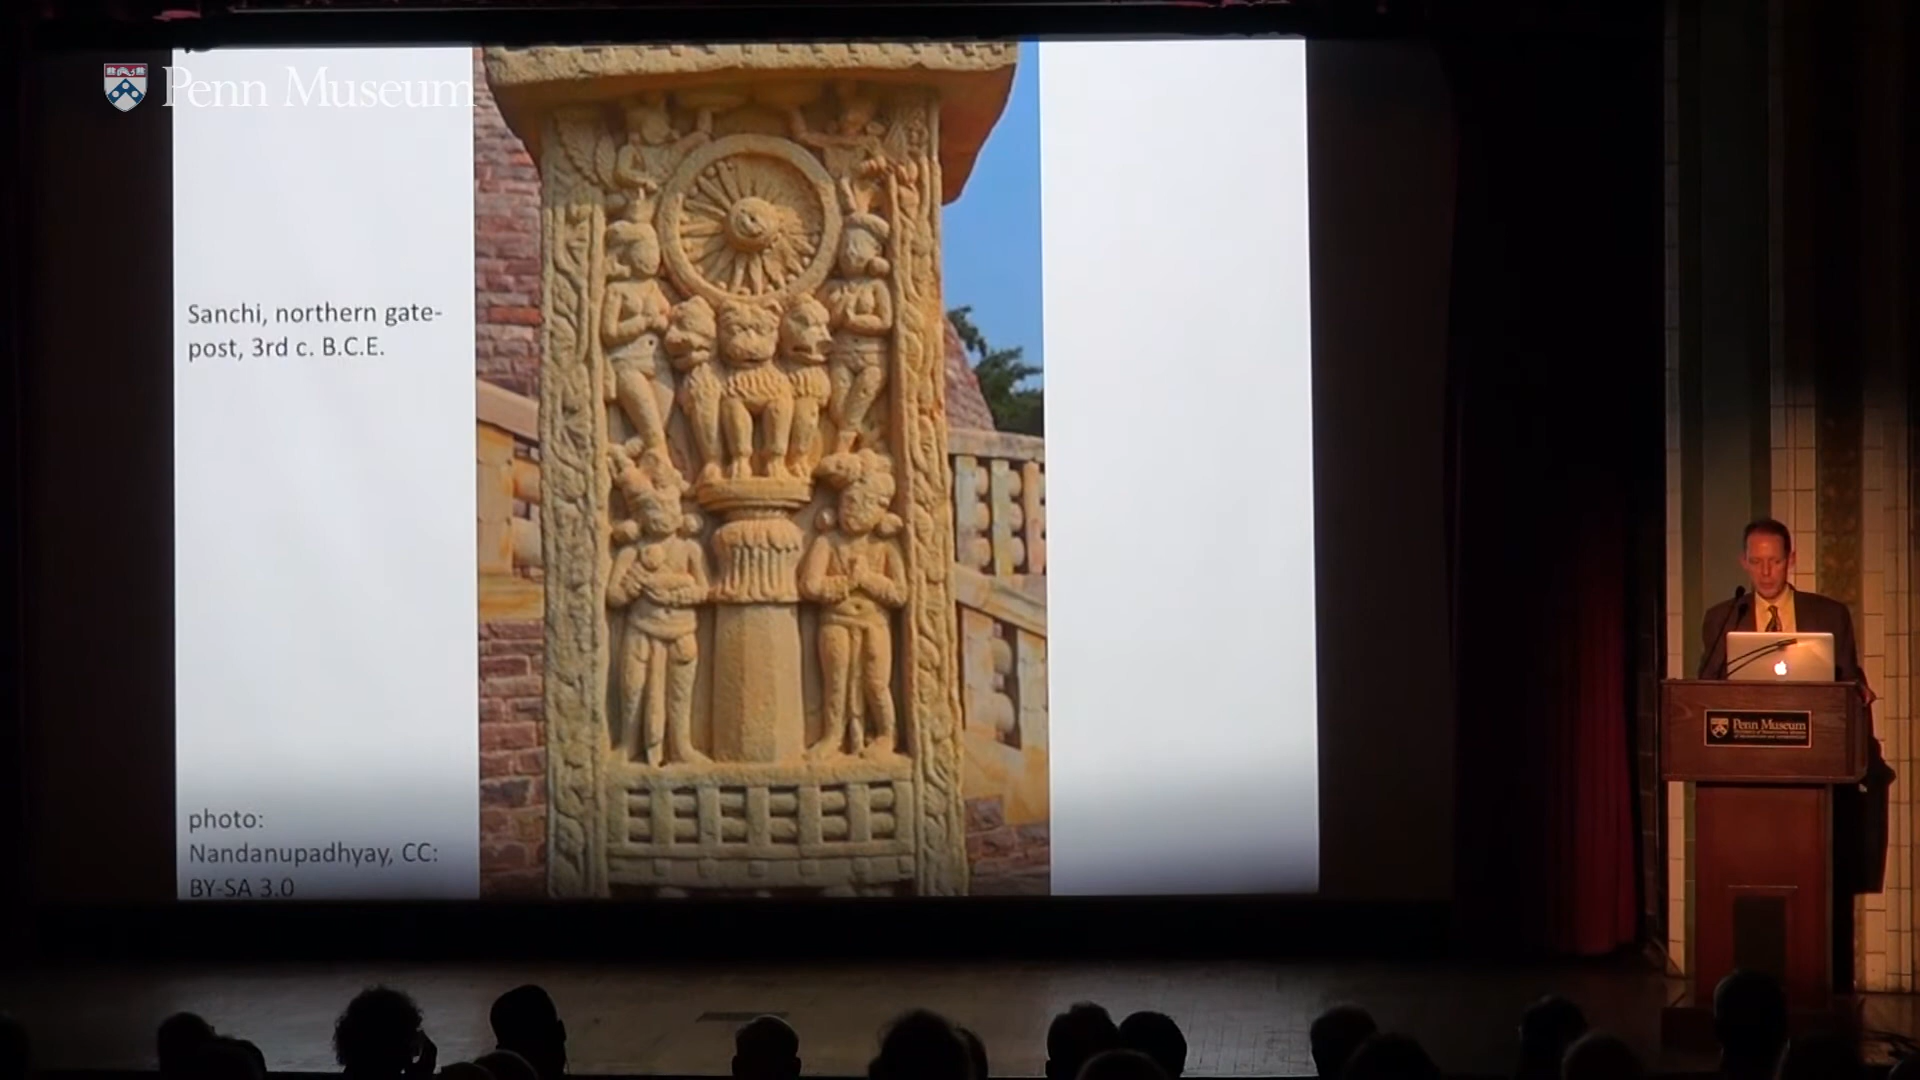 Penn Museum
Sanchi, northern gate-
post, 3rd c. B.C.E.
photo:
Nandanupadhyay, CC:
BY-SA 3.0
Penn Museum